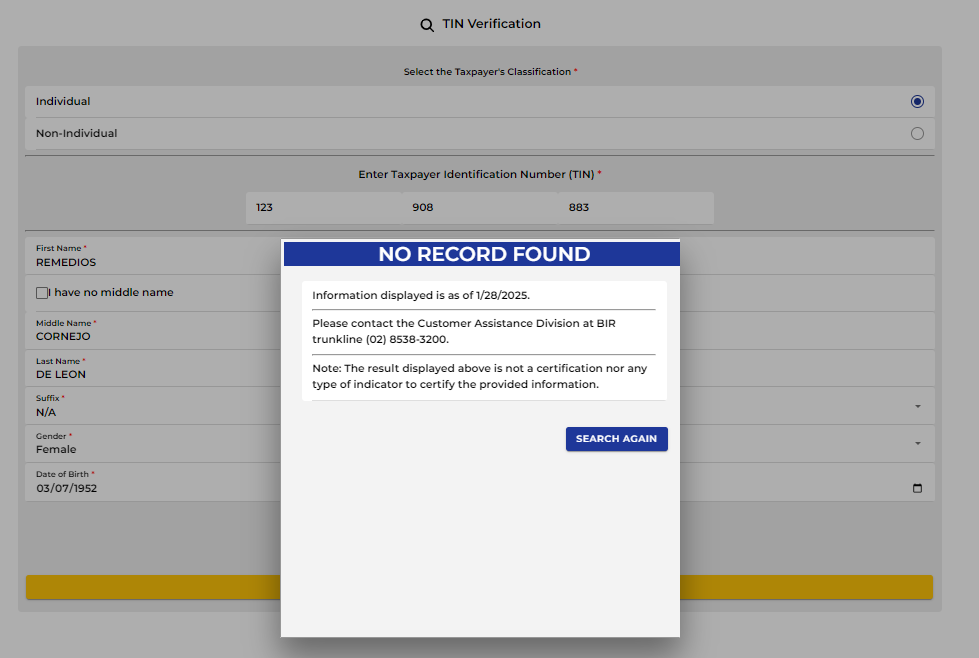 TIN Verification
Select the Taxpayer's Classification *
Individual
Non-Individual
Enter Taxpayer Identification Number (TIN) *
123 908 883
First Name *
REMEDIOS
I have no middle name
Middle Name *
CORNEJO
Last Name *
DE LEON
Suffix *
N/A
Gender *
Female
Date of Birth *
03/07/1952
NO RECORD FOUND
Information displayed is as of 1/28/2025.
Please contact the Customer Assistance Division at BIR
trunkline (02) 8538-3200.
Note: The result displayed above is not a certification nor any
type of indicator to certify the provided information.
SEARCH AGAIN